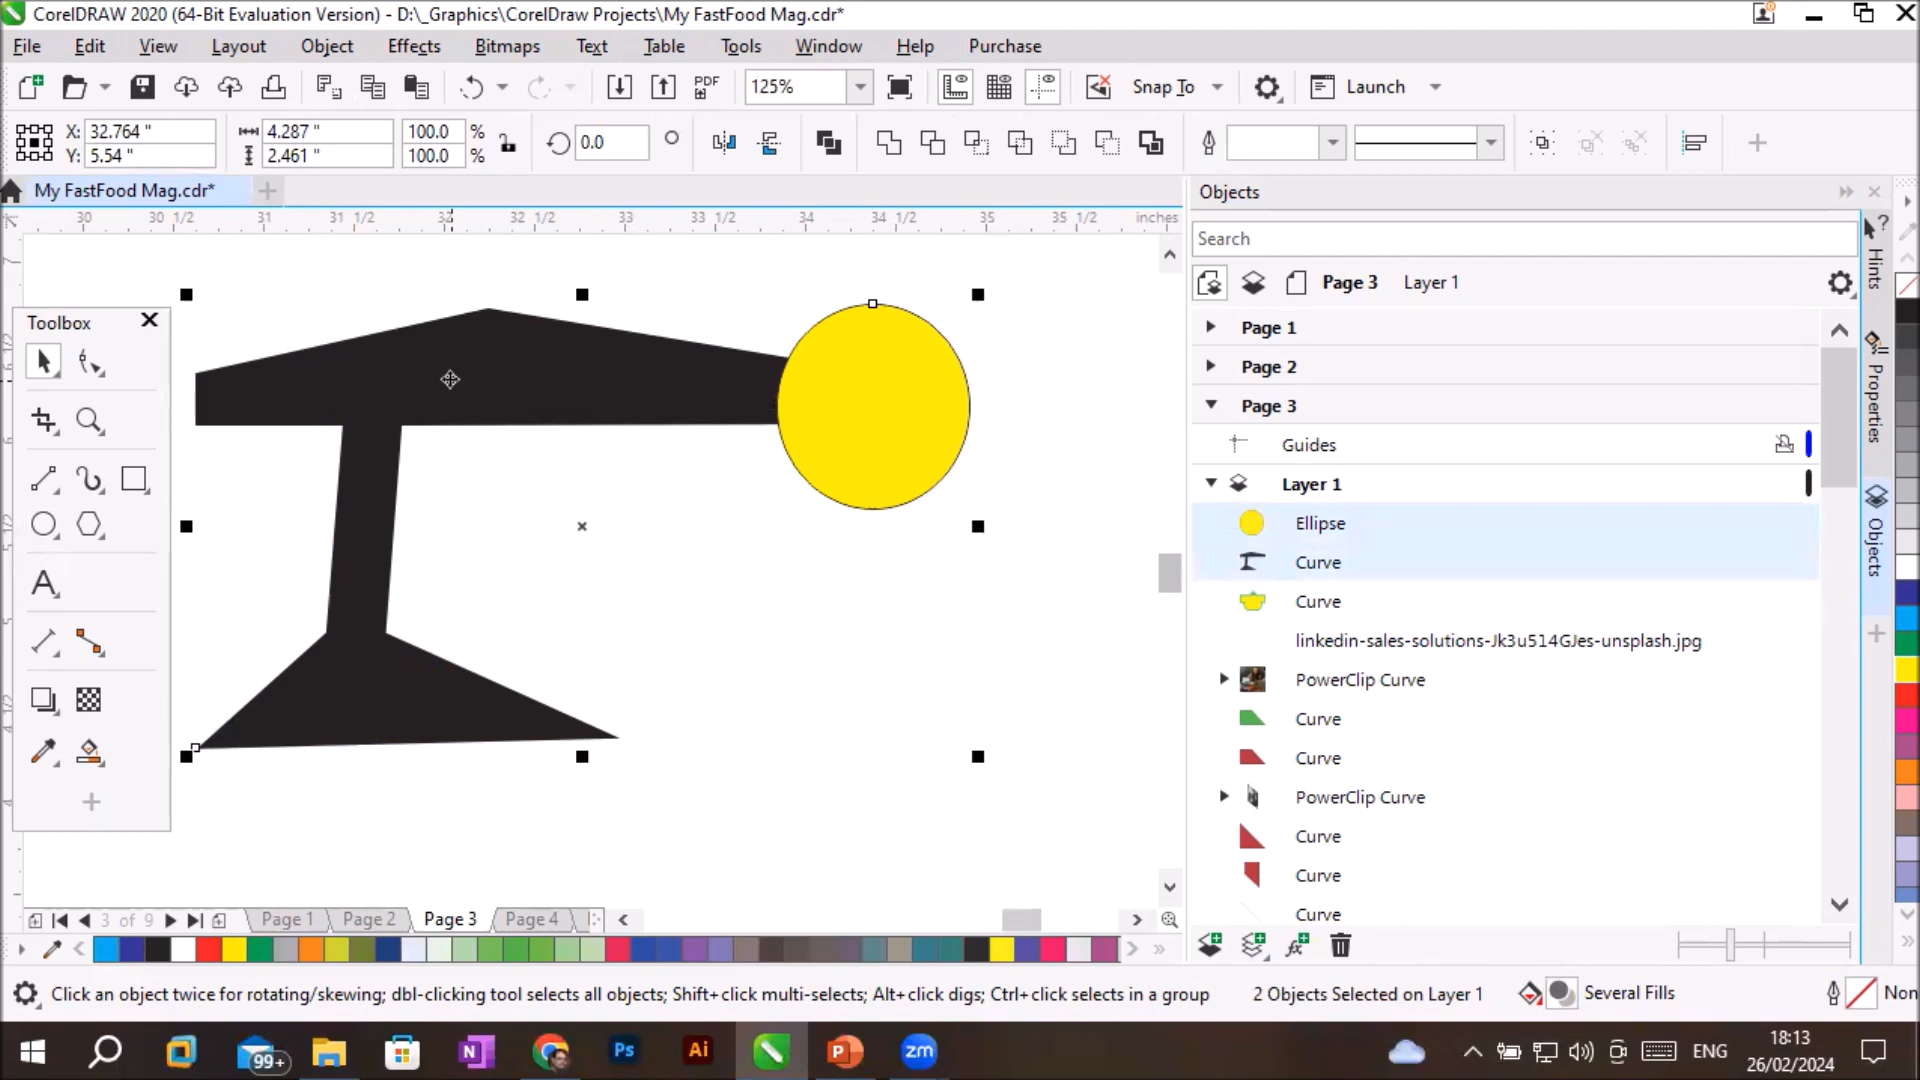 CorelDRAW 2020 (64-Bit Evaluation Version) - D:\_Graphics\CorelDraw Projects\My FastFood Mag.cdr*
File Edit View Layout Object Effects Bitmaps Text Table Tools Window Help Purchase
PDF 125% Snap To Launch
X: 32.764 " 4.287 " 100.0 %
Y: 5.54 " 2.461 " 100.0 %
0.0
My FastFood Mag.cdr*
30 30 1/2 31 31 1/2 32 32 1/2 33 33 1/2 34 34 1/2 35 35 1/2 inches
Toolbox
Objects
Search
Page 3 Layer 1
Page 1
Page 2
Page 3
Guides
Layer 1
Ellipse
Curve
Curve
linkedin-sales-solutions-Jk3u514GJes-unsplash.jpg
PowerClip Curve
Curve
Curve
PowerClip Curve
Curve
Curve
Curve
Hints
Properties
Objects
3 of 9 Page 1 Page 2 Page 3 Page 4
Click an object twice for rotating/skewing; dbl-clicking tool selects all objects; Shift+click multi-selects; Alt+click digs; Ctrl+click selects in a group 2 Objects Selected on Layer 1 Several Fills Non
99+ N Ps Ai P zm ENG
18:13
26/02/2024